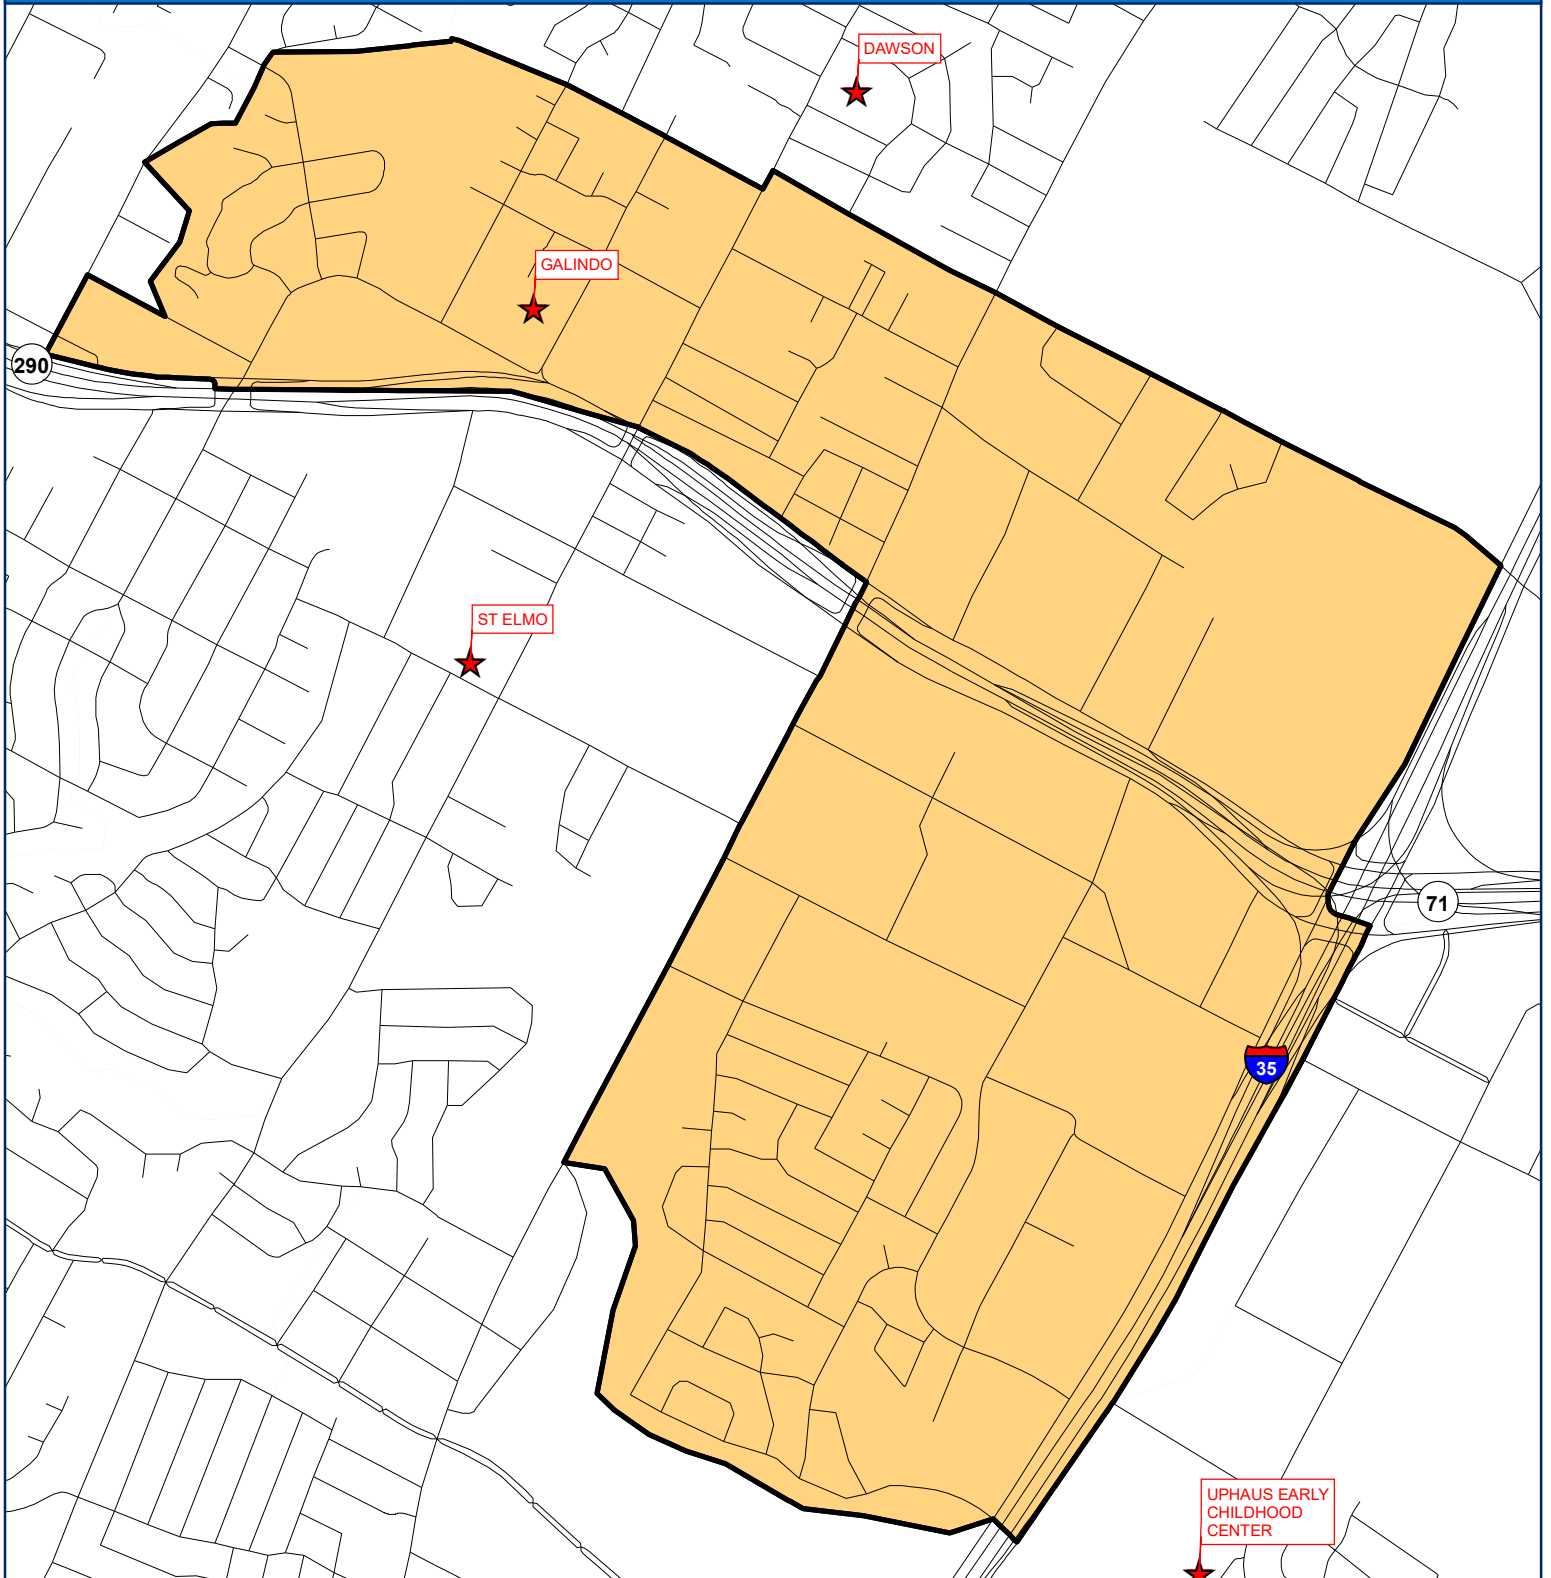 DAWSON
GALINDO
290
ST ELMO
71
35
UPHAUS EARLY
CHILDHOOD
CENTER